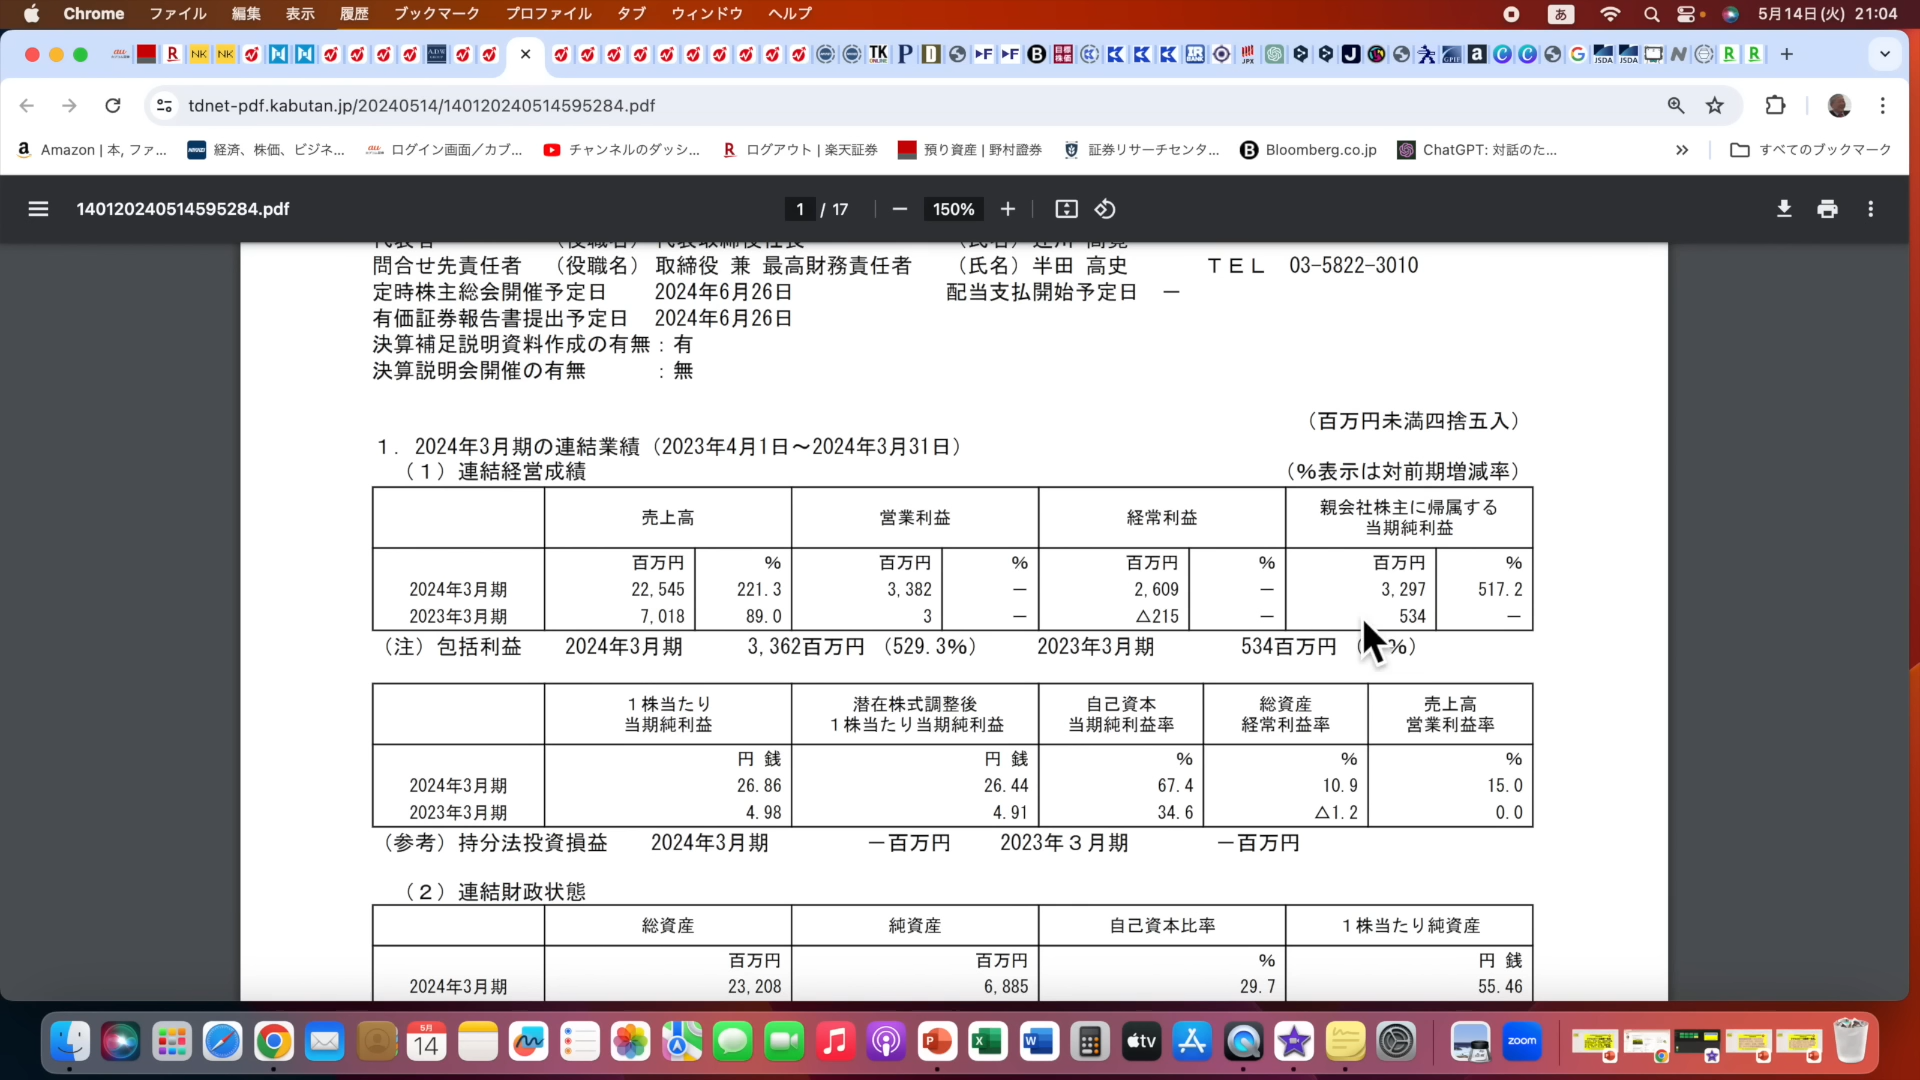 Chrome ファイル 編集 表示 履歴 ブックマーク プロファイル タブ ウィンドウ ヘルプ あ 5月14日(火) 21:04
tdnet-pdf.kabutan.jp/20240514/140120240514595284.pdf
Amazon | 本, ファ... 経済、株価、ビジネ... ログイン画面／カブ... チャンネルのダッシ... ログアウト | 楽天証券 預り資産 | 野村證券 証券リサーチセンタ... Bloomberg.co.jp ChatGPT: 対話のた... » すべてのブックマーク
140120240514595284.pdf 1 / 17 150%
問合せ先責任者 （役職名） 取締役 兼 最高財務責任者 （氏名） 半田 高史 ＴＥＬ 03-5822-3010
定時株主総会開催予定日 2024年6月26日 配当支払開始予定日 －
有価証券報告書提出予定日 2024年6月26日
決算補足説明資料作成の有無：有
決算説明会開催の有無 ：無
（百万円未満四捨五入）
１．2024年3月期の連結業績（2023年4月1日～2024年3月31日）
（１）連結経営成績 （％表示は対前期増減率）
売上高 営業利益 経常利益 親会社株主に帰属する
当期純利益
百万円 ％ 百万円 ％ 百万円 ％ 百万円 ％
2024年3月期 22,545 221.3 3,382 － 2,609 － 3,297 517.2
2023年3月期 7,018 89.0 3 － △215 － 534 －
（注）包括利益 2024年3月期 3,362百万円 （529.3％） 2023年3月期 534百万円 ％）
１株当たり 潜在株式調整後 自己資本 総資産 売上高
当期純利益 １株当たり当期純利益 当期純利益率 経常利益率 営業利益率
円 銭 円 銭 ％ ％ ％
2024年3月期 26.86 26.44 67.4 10.9 15.0
2023年3月期 4.98 4.91 34.6 △1.2 0.0
（参考）持分法投資損益 2024年3月期 －百万円 2023年３月期 －百万円
（２）連結財政状態
総資産 純資産 自己資本比率 １株当たり純資産
百万円 百万円 ％ 円 銭
2024年3月期 23,208 6,885 29.7 55.46
5月
14
tv
zoom